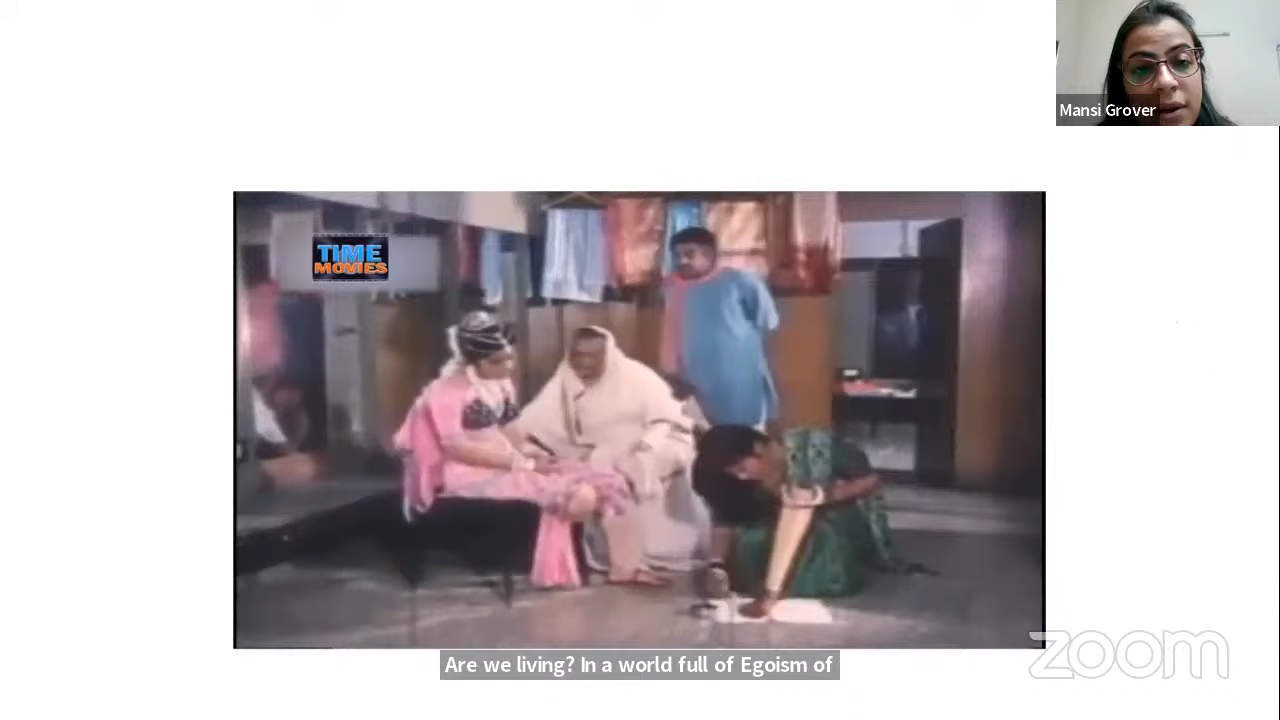 Mansi Grover
TIME
MOVIES
Are we living? In a world full of Egoism of
zoom